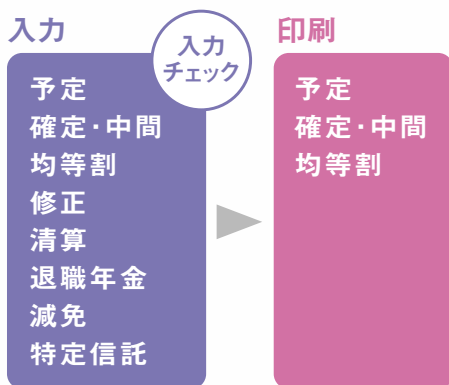 入力
入力
チェック
予定
確定・中間
均等割
修正
清算
退職年金
減免
特定信託
印刷
予定
確定・中間
均等割